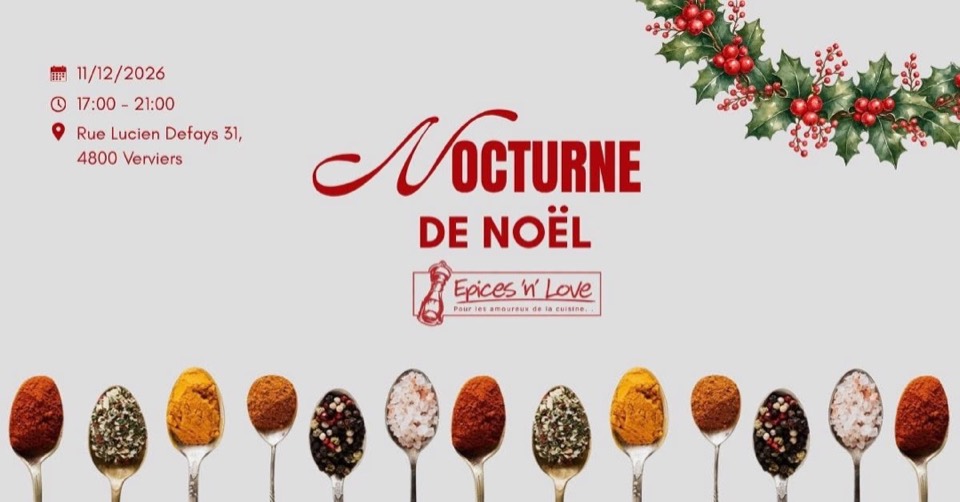 11/12/2026
17:00 - 21:00
Rue Lucien Defays 31,
4800 Verviers
NOCTURNE
DE NOËL
Epices 'n' Love
Pour les amoureux de la cuisine. .